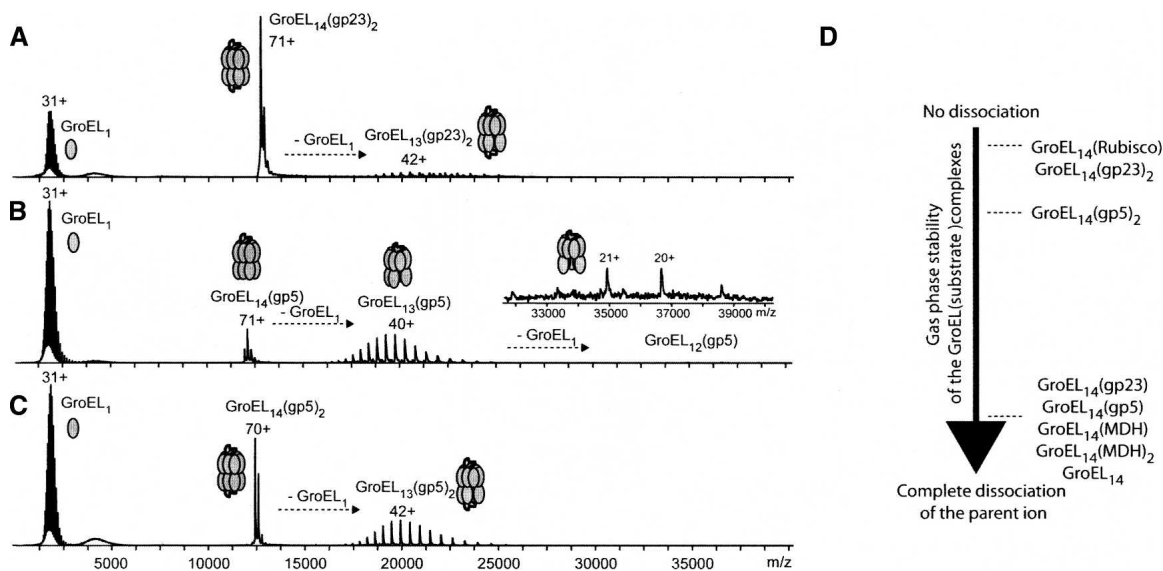 A
GroEL14(gp23)2
71+
31+
GroEL1
- GroEL1
GroEL13(gp23)2
42+
B
31+
GroEL1
GroEL14(gp5)
71+
- GroEL1
GroEL13(gp5)
40+
21+
20+
33000 35000 37000 39000 m/z
- GroEL1
GroEL12(gp5)
C
31+
GroEL1
GroEL14(gp5)2
70+
- GroEL1
GroEL13(gp5)2
42+
5000 10000 15000 20000 25000 30000 35000 m/z
D
No dissociation
Gas phase stability
of the GroEL(substrate )complexes
GroEL14(Rubisco)
GroEL14(gp23)2
GroEL14(gp5)2
GroEL14(gp23)
GroEL14(gp5)
GroEL14(MDH)
GroEL14(MDH)2
GroEL14
Complete dissociation
of the parent ion